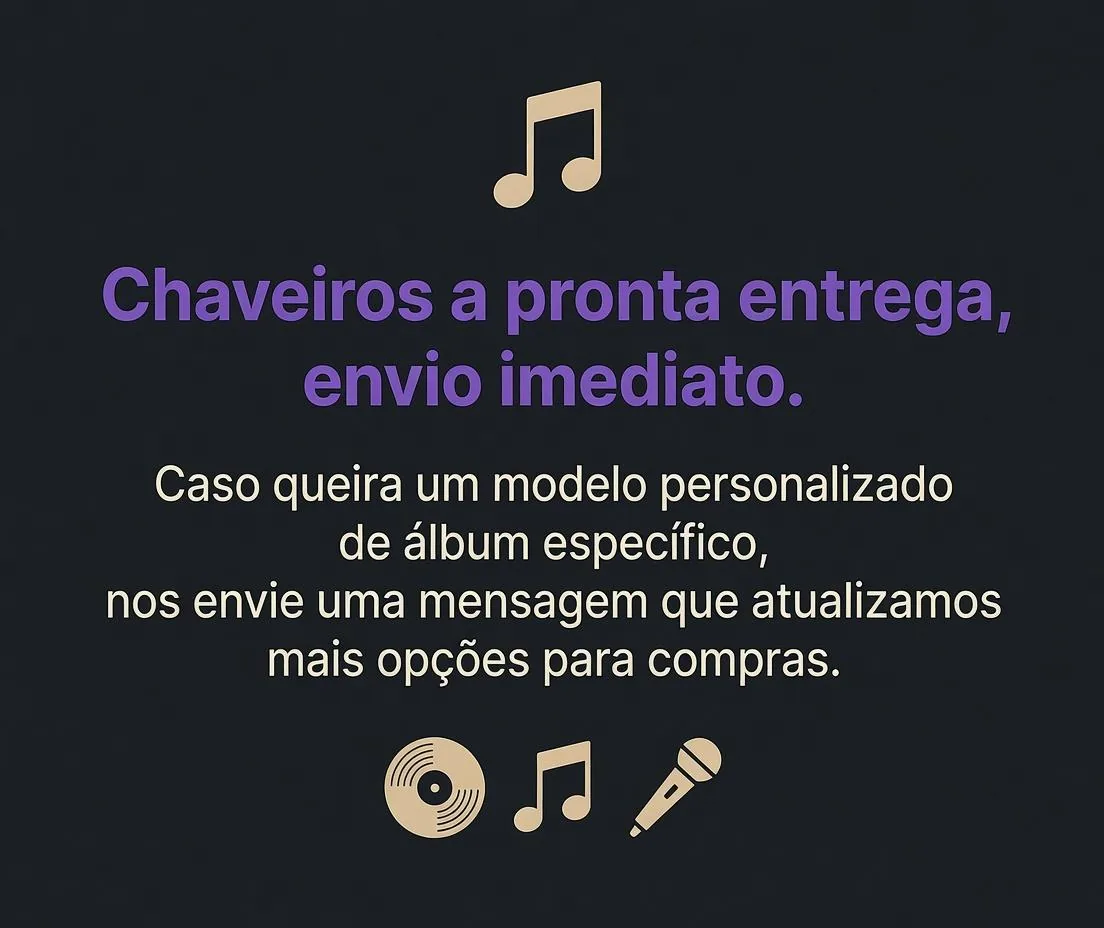 Chaveiros a pronta entrega,
envio imediato.
Caso queira um modelo personalizado
de álbum específico,
nos envie uma mensagem que atualizamos
mais opções para compras.